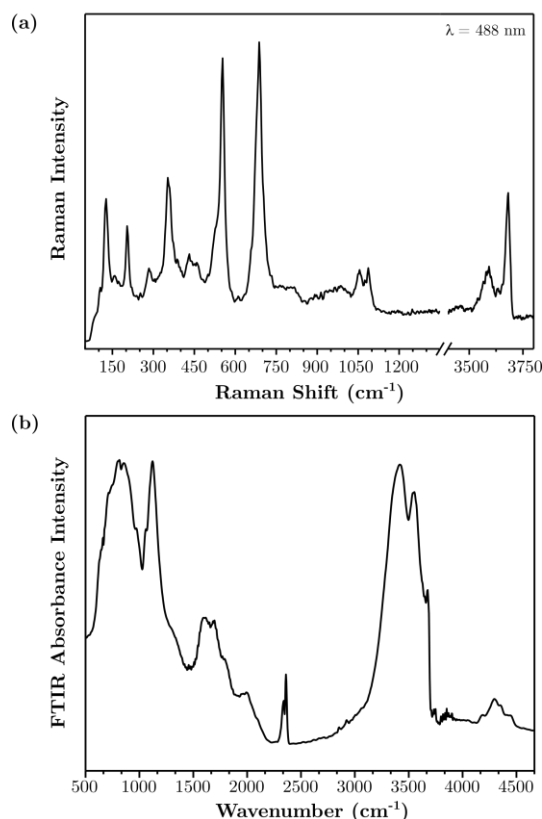 (a)
λ = 488 nm
Raman Intensity
150 300 450 600 750 900 1050 1200 3500 3750
Raman Shift (cm⁻¹)
(b)
FTIR Absorbance Intensity
500 1000 1500 2000 2500 3000 3500 4000 4500
Wavenumber (cm⁻¹)